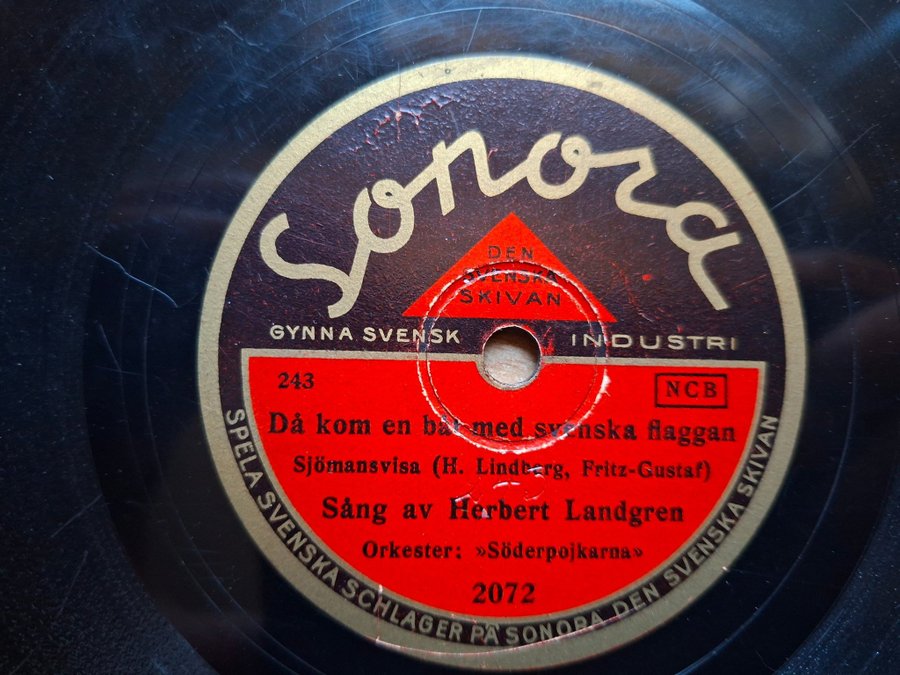 Sonora
DEN
SVENSKA
SKIVAN
GYNNA SVENSK INDUSTRI
243
NCB
Då kom en båt med svenska flaggan
Sjömansvisa (H. Lindberg, Fritz-Gustaf)
Sång av Herbert Landgren
Orkester: »Söderpojkarna»
2072
SPELA SVENSKA SCHLAGER PÅ SONORA DEN SVENSKA SKIVAN